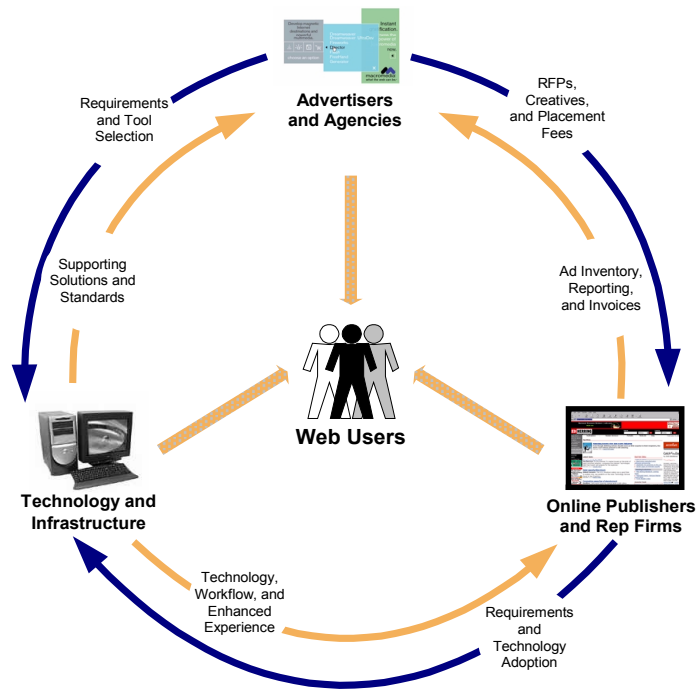 Instant
macromedia
Advertisers
and Agencies
Requirements
and Tool
Selection
RFPs,
Creatives,
and Placement
Fees
Supporting
Solutions and
Standards
Ad Inventory,
Reporting,
and Invoices
Web Users
Technology and
Infrastructure
Online Publishers
and Rep Firms
Technology,
Workflow, and
Enhanced
Experience
Requirements
and
Technology
Adoption